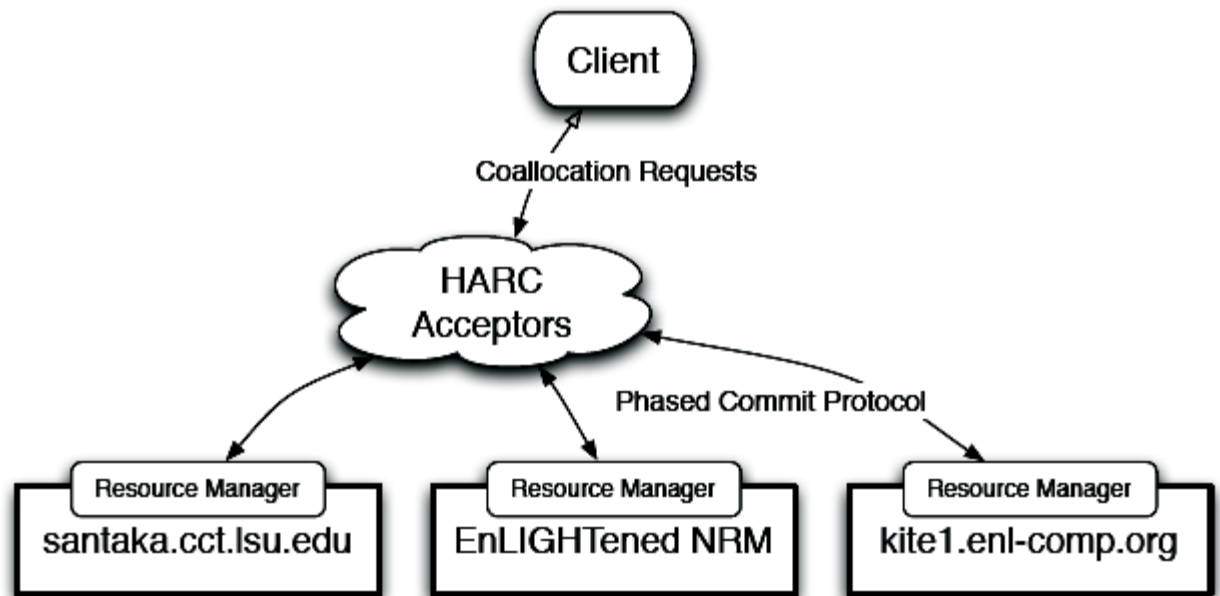 Client
Coallocation Requests
HARC
Acceptors
Phased Commit Protocol
Resource Manager
santaka.cct.lsu.edu
Resource Manager
EnLIGHTened NRM
Resource Manager
kite1.enl-comp.org